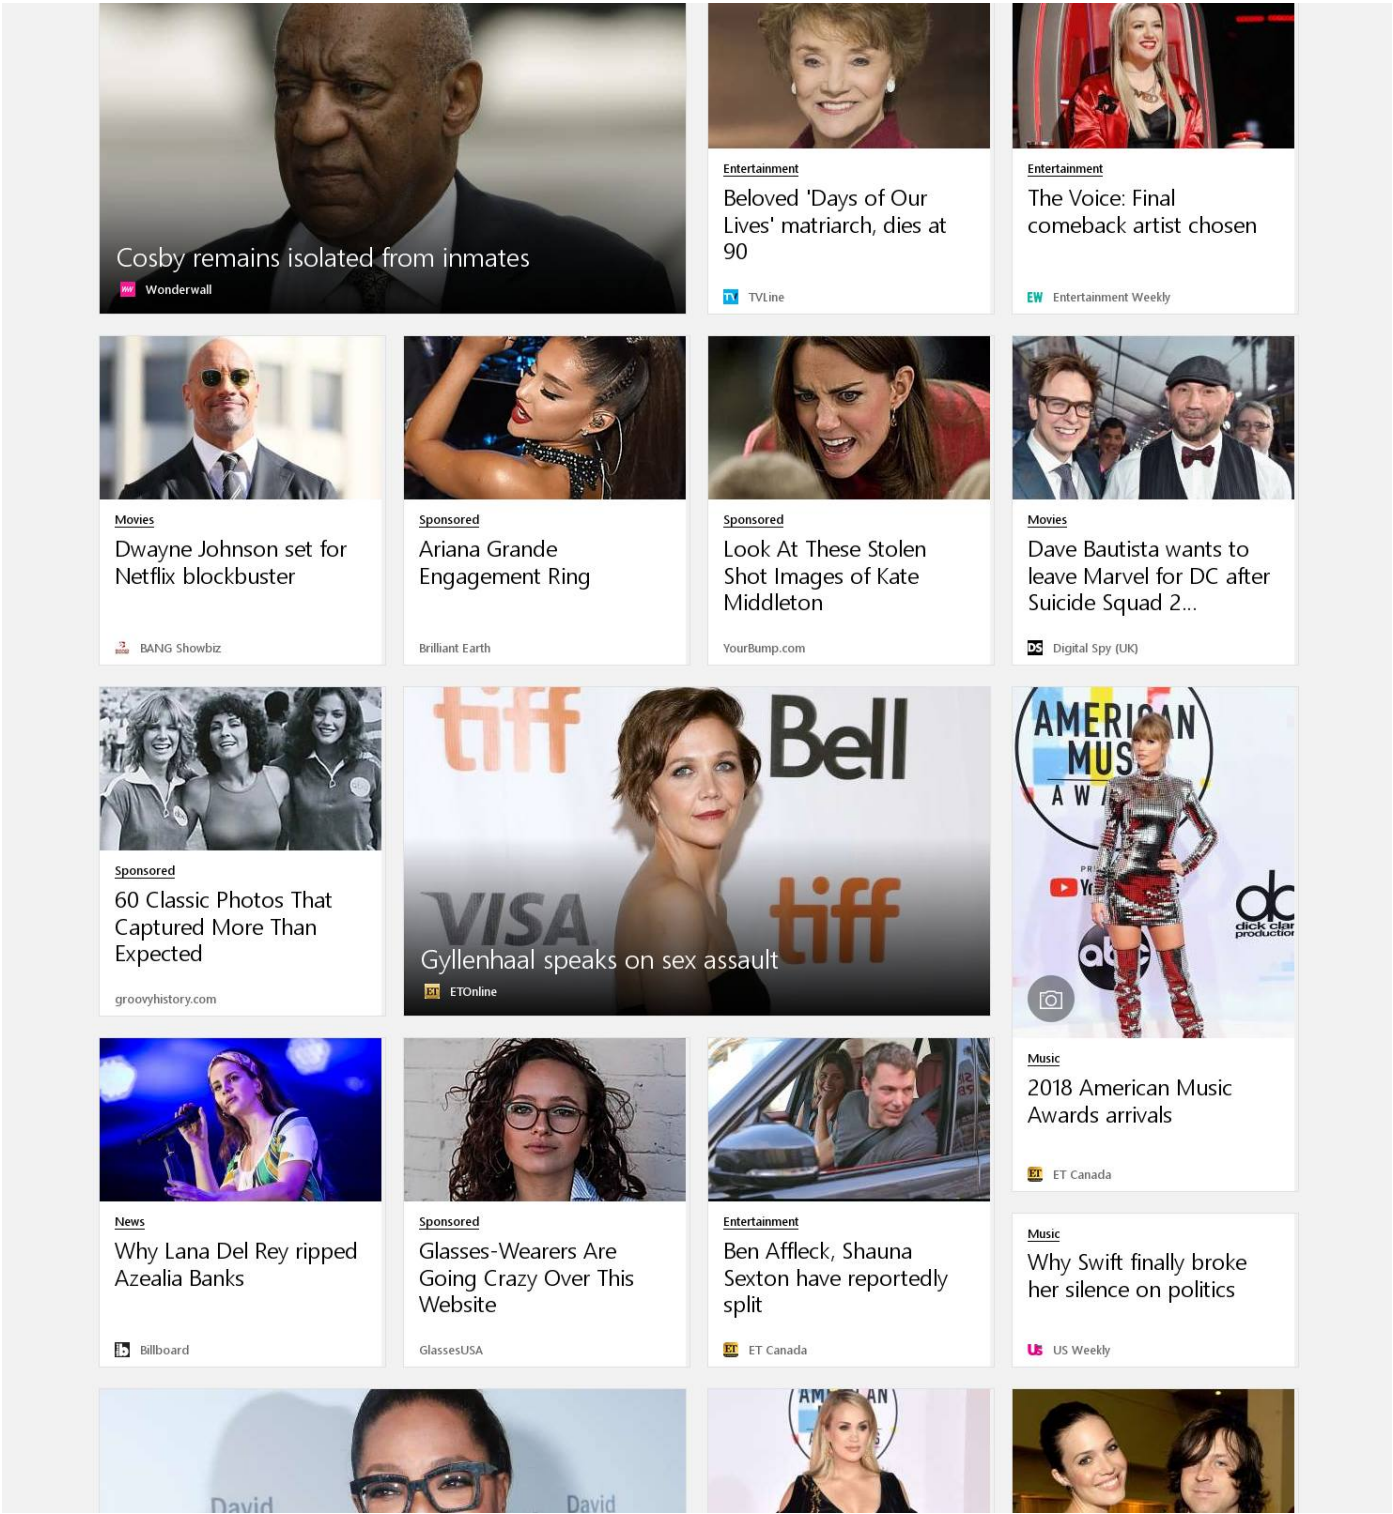 Cosby remains isolated from inmates
W Wonderwall
Entertainment
Beloved 'Days of Our
Lives' matriarch, dies at
90
TV TVLine
Entertainment
The Voice: Final
comeback artist chosen
EW Entertainment Weekly
Movies
Dwayne Johnson set for
Netflix blockbuster
BANG Showbiz
Sponsored
Ariana Grande
Engagement Ring
Brilliant Earth
Sponsored
Look At These Stolen
Shot Images of Kate
Middleton
YourBump.com
Movies
Dave Bautista wants to
leave Marvel for DC after
Suicide Squad 2...
DS Digital Spy (UK)
Sponsored
60 Classic Photos That
Captured More Than
Expected
groovyhistory.com
tiff
Bell
VISA
tiff
Gyllenhaal speaks on sex assault
ET ETOnline
AMERICAN
MUS
AW
PR
abc
dc
dick clar
production
Music
2018 American Music
Awards arrivals
ET ET Canada
News
Why Lana Del Rey ripped
Azealia Banks
b Billboard
Sponsored
Glasses-Wearers Are
Going Crazy Over This
Website
GlassesUSA
Entertainment
Ben Affleck, Shauna
Sexton have reportedly
split
ET ET Canada
Music
Why Swift finally broke
her silence on politics
Us US Weekly
David
David